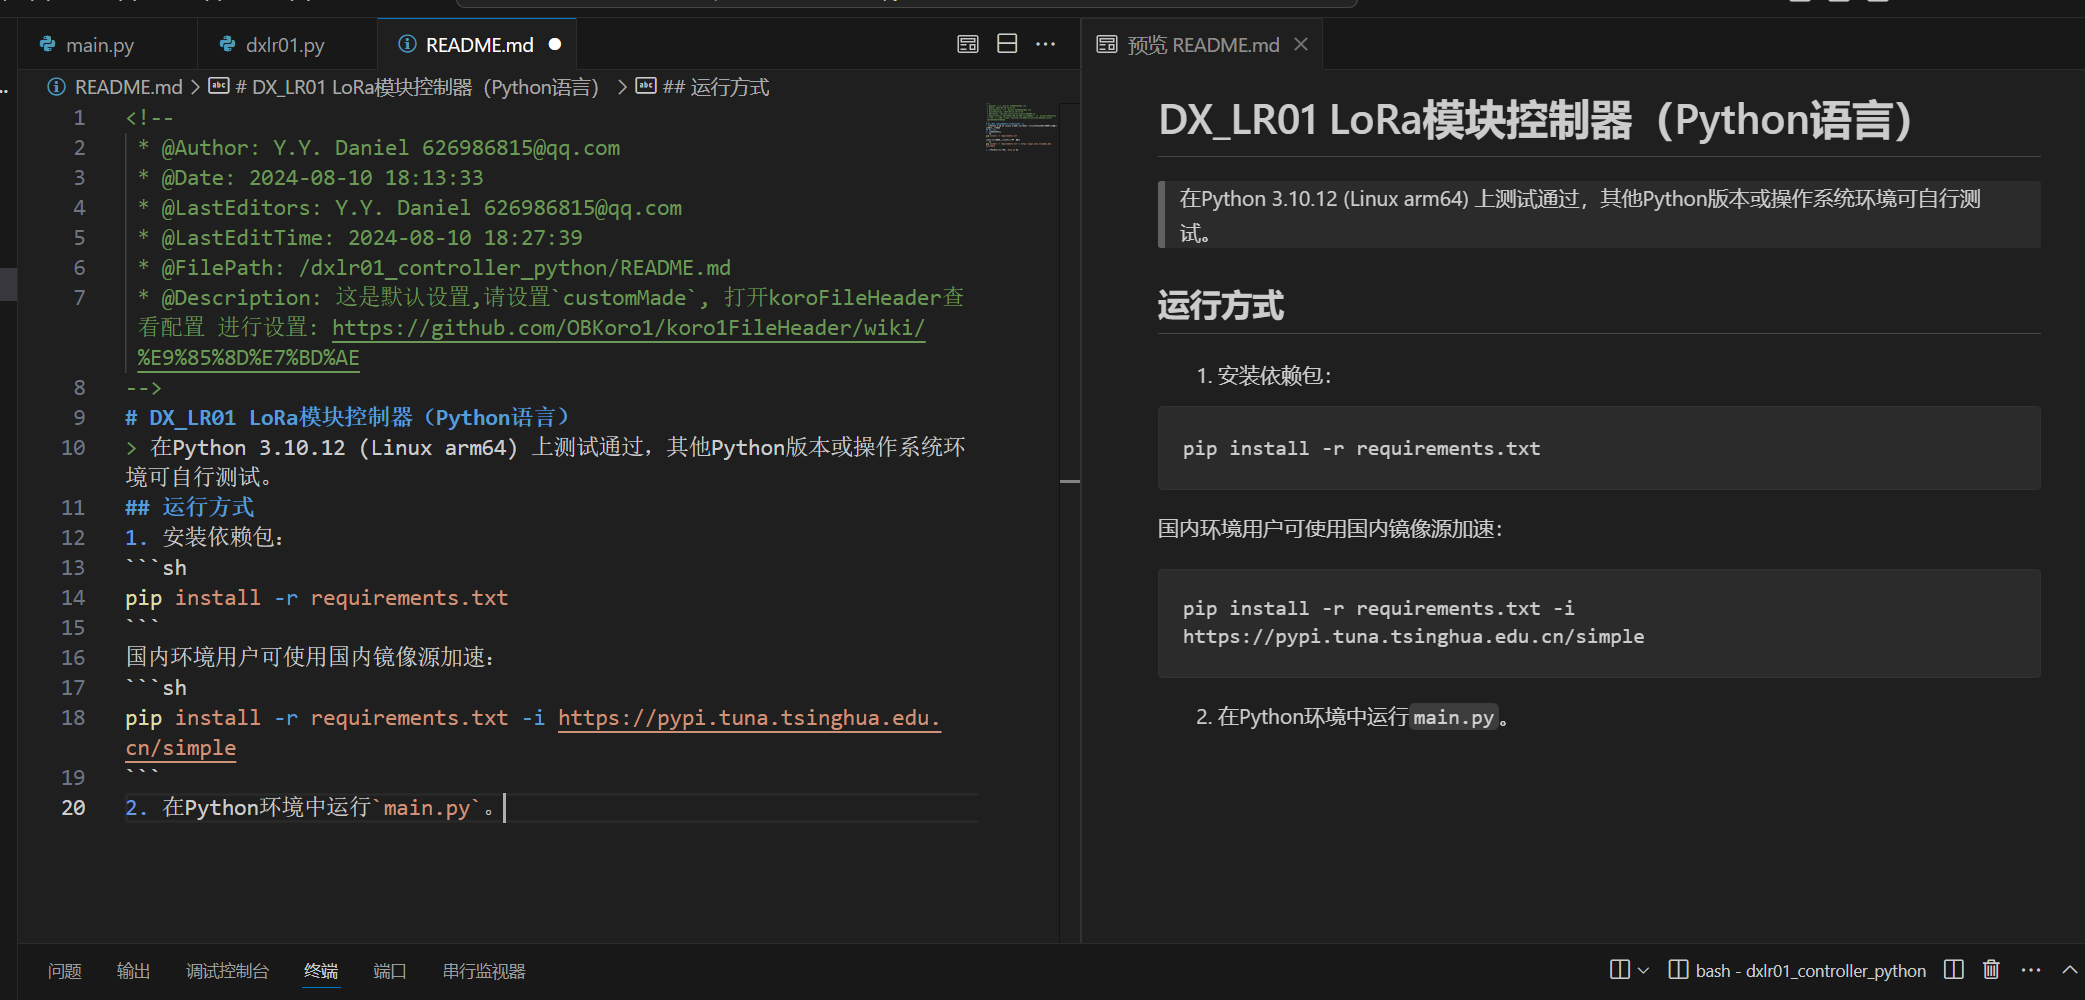 main.py
dxlr01.py
README.md
预览 README.md
README.md > # DX_LR01 LoRa模块控制器（Python语言） > ## 运行方式
1 <!--
2 * @Author: Y.Y. Daniel 626986815@qq.com
3 * @Date: 2024-08-10 18:13:33
4 * @LastEditors: Y.Y. Daniel 626986815@qq.com
5 * @LastEditTime: 2024-08-10 18:27:39
6 * @FilePath: /dxlr01_controller_python/README.md
7 * @Description: 这是默认设置,请设置`customMade`, 打开koroFileHeader查
看配置 进行设置: https://github.com/OBKoro1/koro1FileHeader/wiki/
%E9%85%8D%E7%BD%AE
8 -->
9 # DX_LR01 LoRa模块控制器（Python语言）
10 > 在Python 3.10.12 (Linux arm64) 上测试通过，其他Python版本或操作系统环
境可自行测试。
11 ## 运行方式
12 1. 安装依赖包：
13 ```sh
14 pip install -r requirements.txt
15 ```
16 国内环境用户可使用国内镜像源加速：
17 ```sh
18 pip install -r requirements.txt -i https://pypi.tuna.tsinghua.edu.
cn/simple
19 ```
20 2. 在Python环境中运行`main.py`。
DX_LR01 LoRa模块控制器（Python语言）
在Python 3.10.12 (Linux arm64) 上测试通过，其他Python版本或操作系统环境可自行测
试。
运行方式
1. 安装依赖包：
pip install -r requirements.txt
国内环境用户可使用国内镜像源加速：
pip install -r requirements.txt -i
https://pypi.tuna.tsinghua.edu.cn/simple
2. 在Python环境中运行main.py。
问题 输出 调试控制台 终端 端口 串行监视器
bash - dxlr01_controller_python